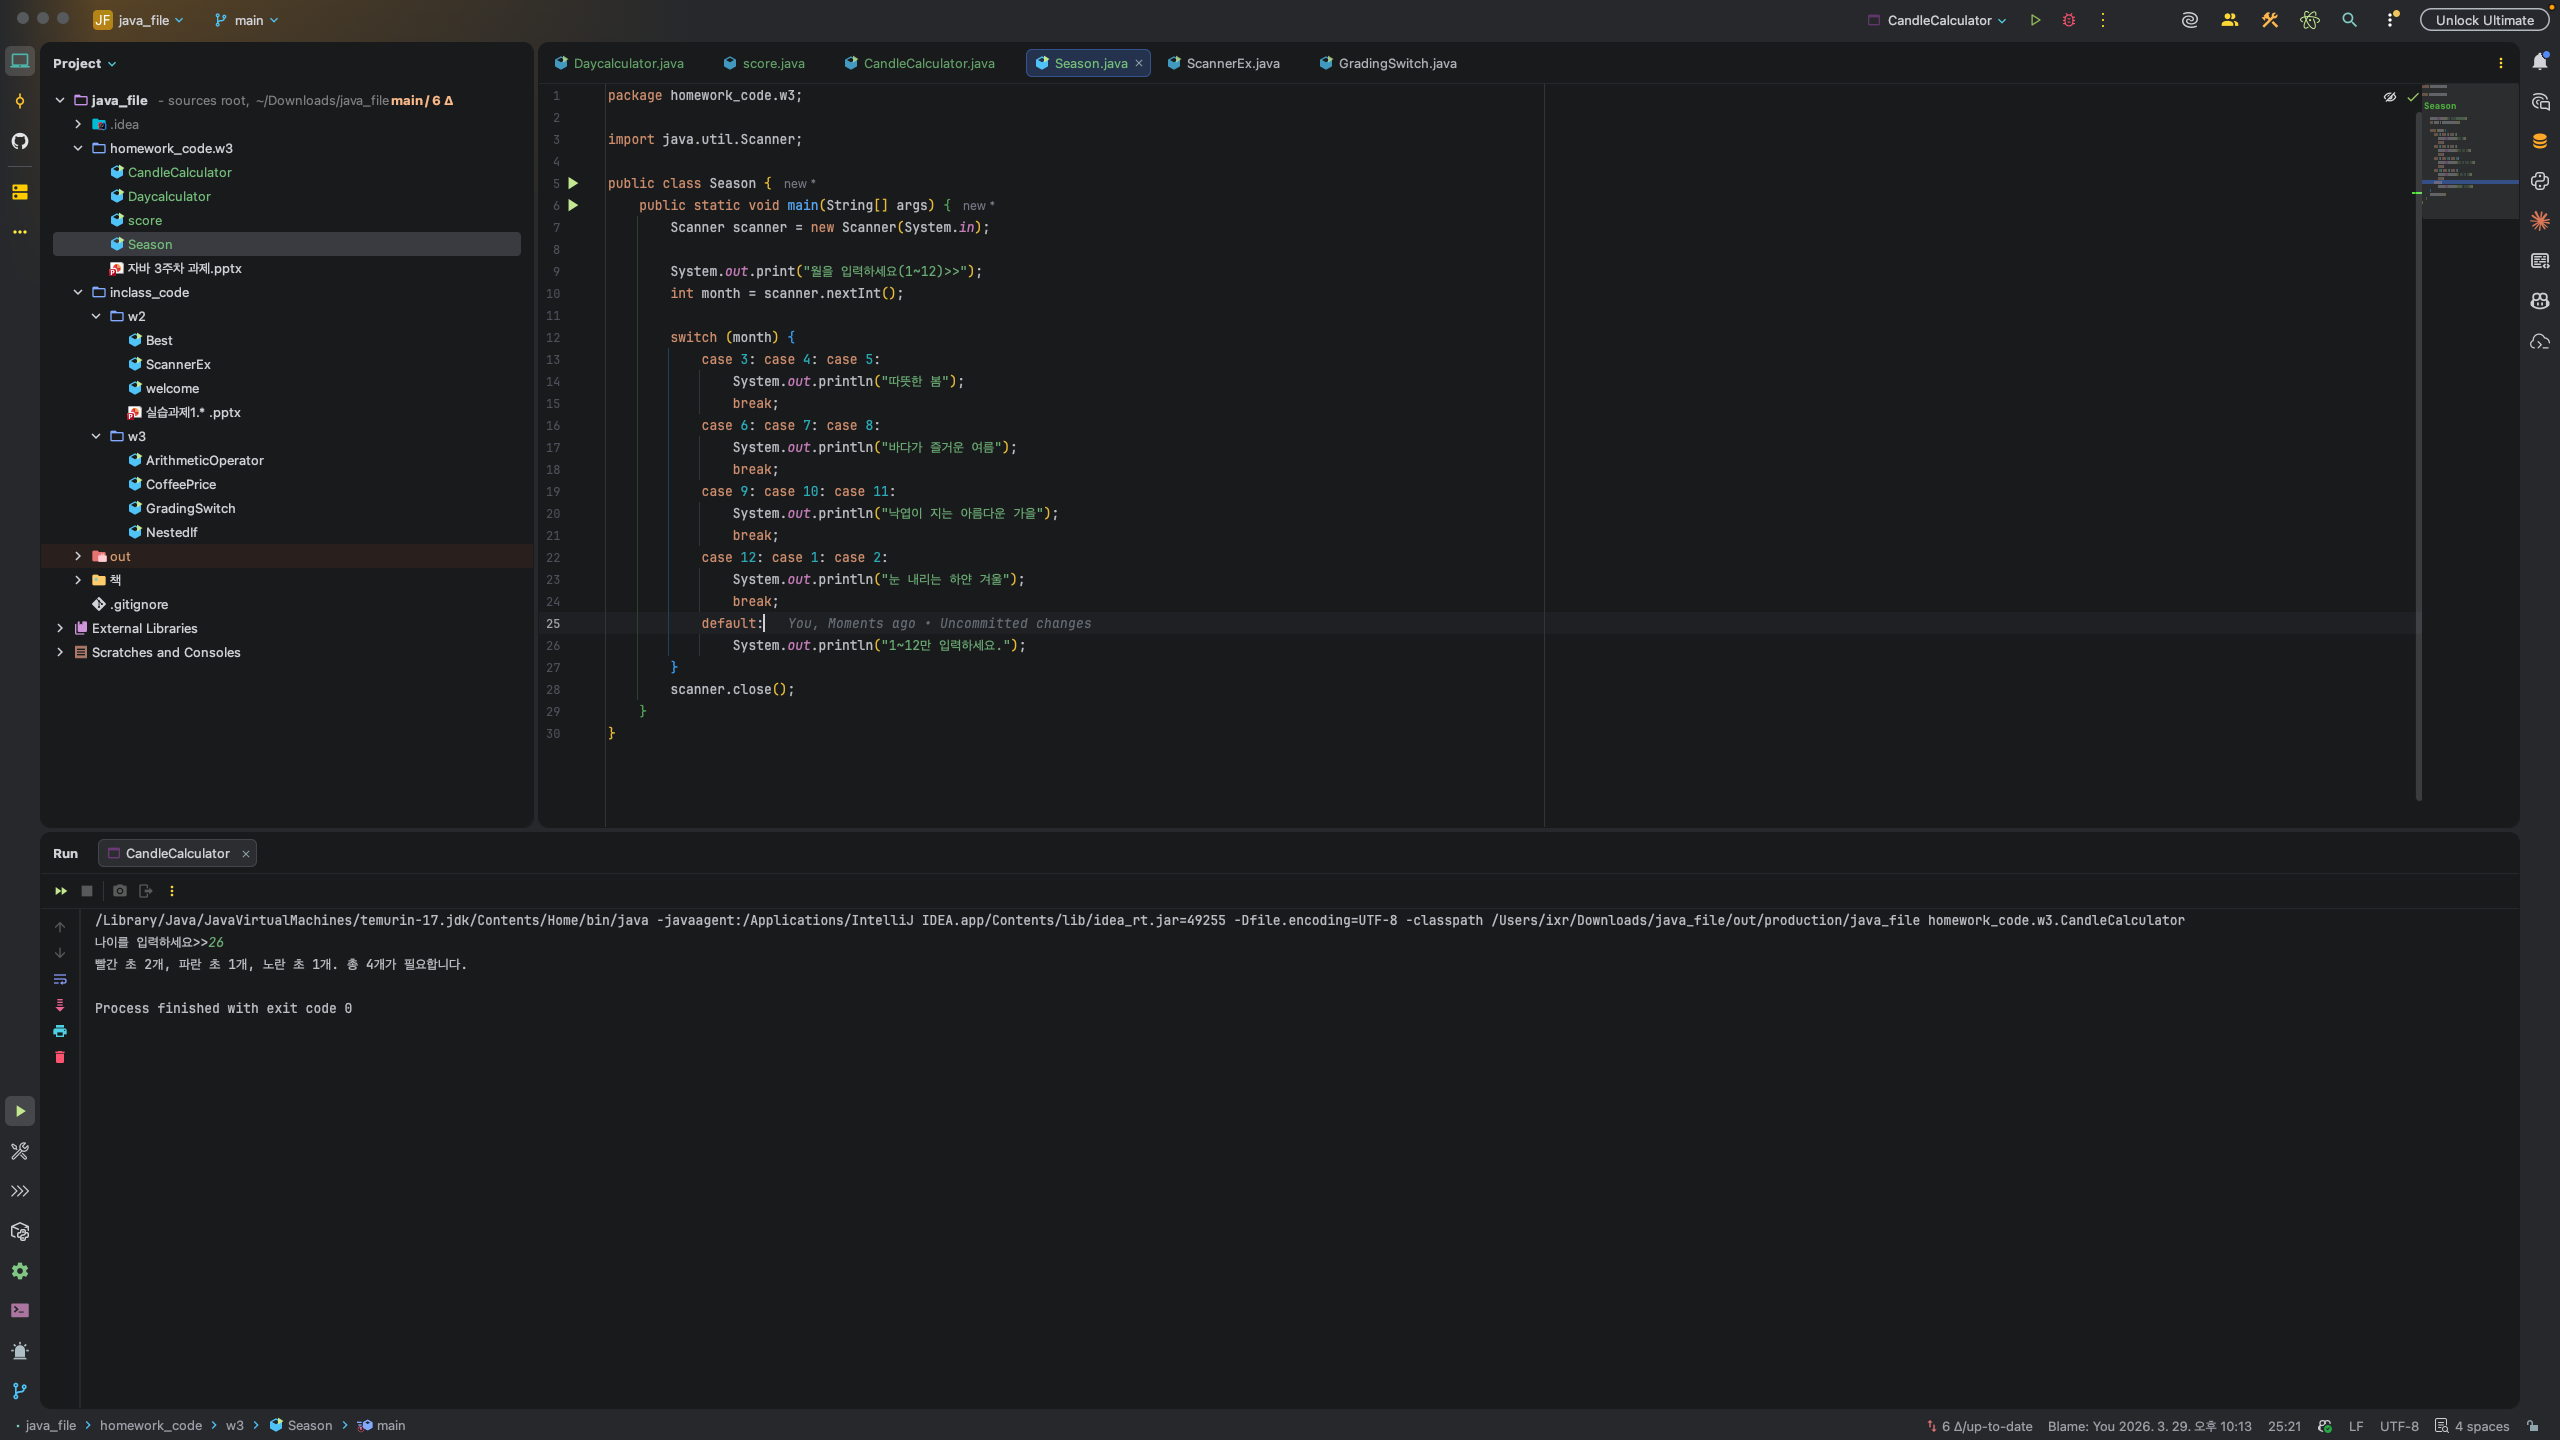 JF java_file main CandleCalculator Unlock Ultimate
Project
java_file - sources root, ~/Downloads/java_file main / 6 Δ
.idea
homework_code.w3
CandleCalculator
Daycalculator
score
Season
자바 3주차 과제.pptx
inclass_code
w2
Best
ScannerEx
welcome
실습과제1.* .pptx
w3
ArithmeticOperator
CoffeePrice
GradingSwitch
NestedIf
out
책
.gitignore
External Libraries
Scratches and Consoles
Daycalculator.java score.java CandleCalculator.java Season.java ScannerEx.java GradingSwitch.java
1 package homework_code.w3;
2
3 import java.util.Scanner;
4
5 public class Season { new *
6 public static void main(String[] args) { new *
7 Scanner scanner = new Scanner(System.in);
8
9 System.out.print("월을 입력하세요(1~12)>>");
10 int month = scanner.nextInt();
11
12 switch (month) {
13 case 3: case 4: case 5:
14 System.out.println("따뜻한 봄");
15 break;
16 case 6: case 7: case 8:
17 System.out.println("바다가 즐거운 여름");
18 break;
19 case 9: case 10: case 11:
20 System.out.println("낙엽이 지는 아름다운 가을");
21 break;
22 case 12: case 1: case 2:
23 System.out.println("눈 내리는 하얀 겨울");
24 break;
25 default: You, Moments ago • Uncommitted changes
26 System.out.println("1~12만 입력하세요.");
27 }
28 scanner.close();
29 }
30 }
Season
Run CandleCalculator
/Library/Java/JavaVirtualMachines/temurin-17.jdk/Contents/Home/bin/java -javaagent:/Applications/IntelliJ IDEA.app/Contents/lib/idea_rt.jar=49255 -Dfile.encoding=UTF-8 -classpath /Users/ixr/Downloads/java_file/out/production/java_file homework_code.w3.CandleCalculator
나이를 입력하세요>>26
빨간 초 2개, 파란 초 1개, 노란 초 1개. 총 4개가 필요합니다.
Process finished with exit code 0
java_file > homework_code > w3 > Season > main
6 Δ/up-to-date Blame: You 2026. 3. 29. 오후 10:13 25:21 LF UTF-8 4 spaces